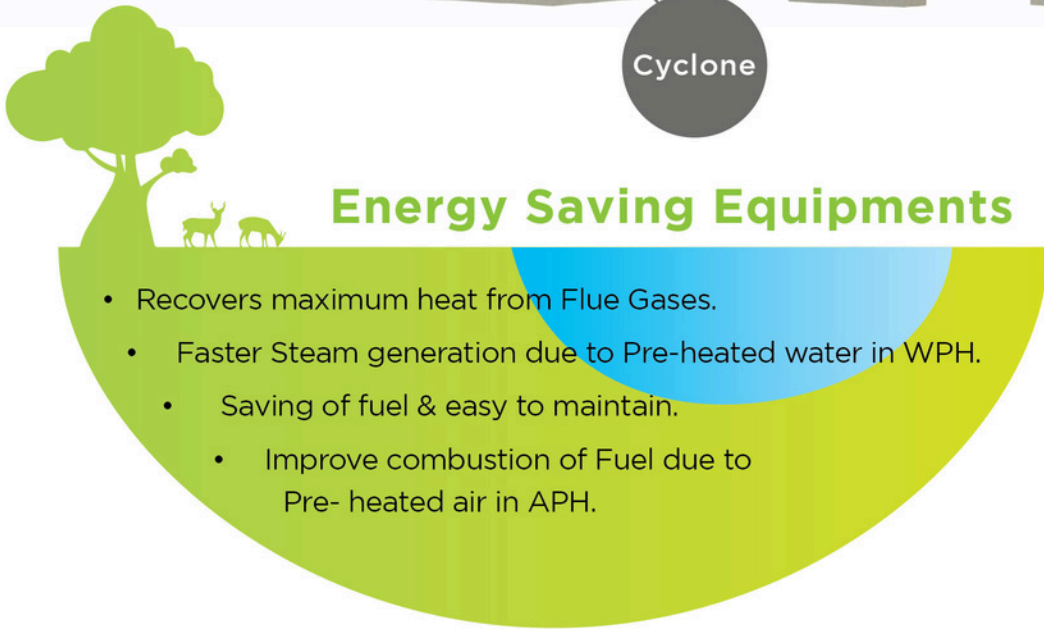 Cyclone
Energy Saving Equipments
• Recovers maximum heat from Flue Gases.
• Faster Steam generation due to Pre-heated water in WPH.
• Saving of fuel & easy to maintain.
• Improve combustion of Fuel due to
Pre- heated air in APH.